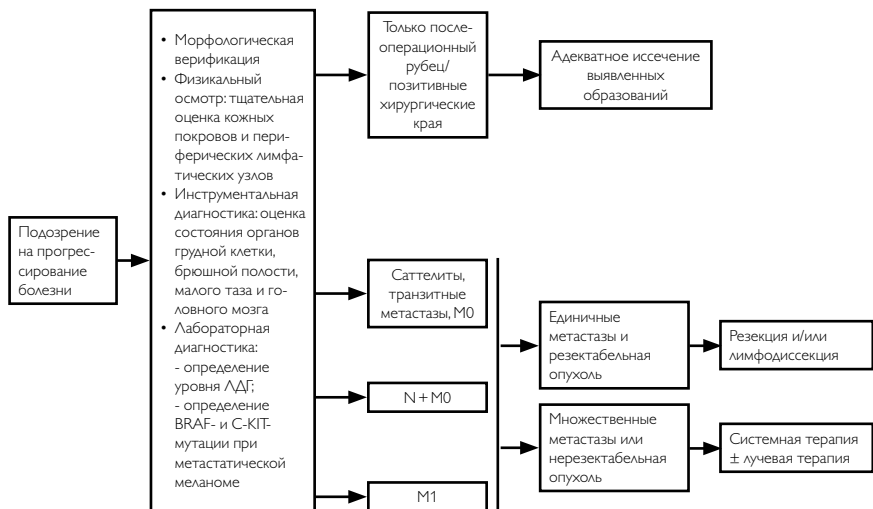 Подозрение
на прогрес-
сирование
болезни
• Морфологическая
верификация
• Физикальный
осмотр: тщательная
оценка кожных
покровов и пери-
ферических лимфа-
тических узлов
• Инструментальная
диагностика: оценка
состояния органов
грудной клетки,
брюшной полости,
малого таза и го-
ловного мозга
• Лабораторная
диагностика:
- определение
уровня ЛДГ;
- определение
BRAF- и C-KIT-
мутации при
метастатической
меланоме
Только после-
операционный
рубец/
позитивные
хирургические
края
Адекватное иссечение
выявленных
образований
Саттелиты,
транзитные
метастазы, M0
N + M0
M1
Единичные
метастазы и
резектабельная
опухоль
Резекция и/или
лимфодиссекция
Множественные
метастазы или
нерезектабельная
опухоль
Системная терапия
± лучевая терапия